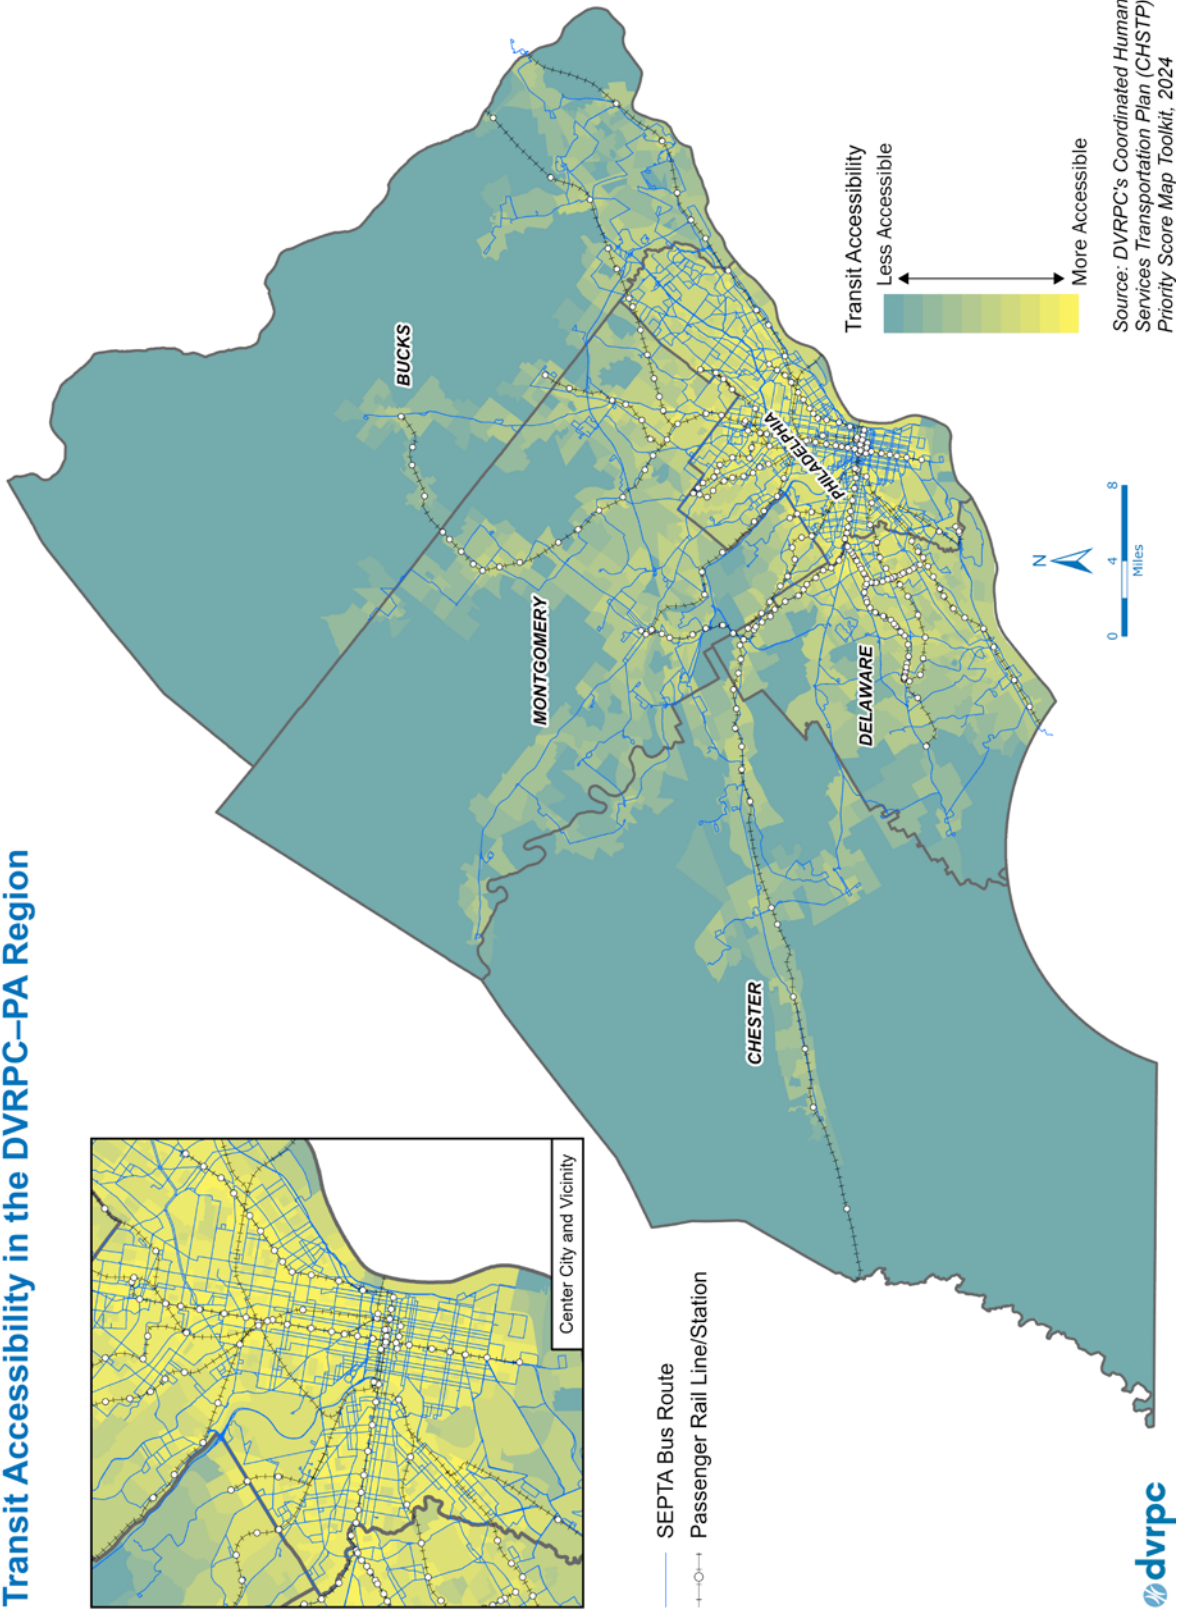 Transit Accessibility in the DVRPC–PA Region
Center City and Vicinity
BUCKS
MONTGOMERY
PHILADELPHIA
CHESTER
DELAWARE
SEPTA Bus Route
Passenger Rail Line/Station
N
0 4 8
Miles
Transit Accessibility
Less Accessible
More Accessible
Source: DVRPC's Coordinated Human
Services Transportation Plan (CHSTP)
Priority Score Map Toolkit, 2024
dvrpc